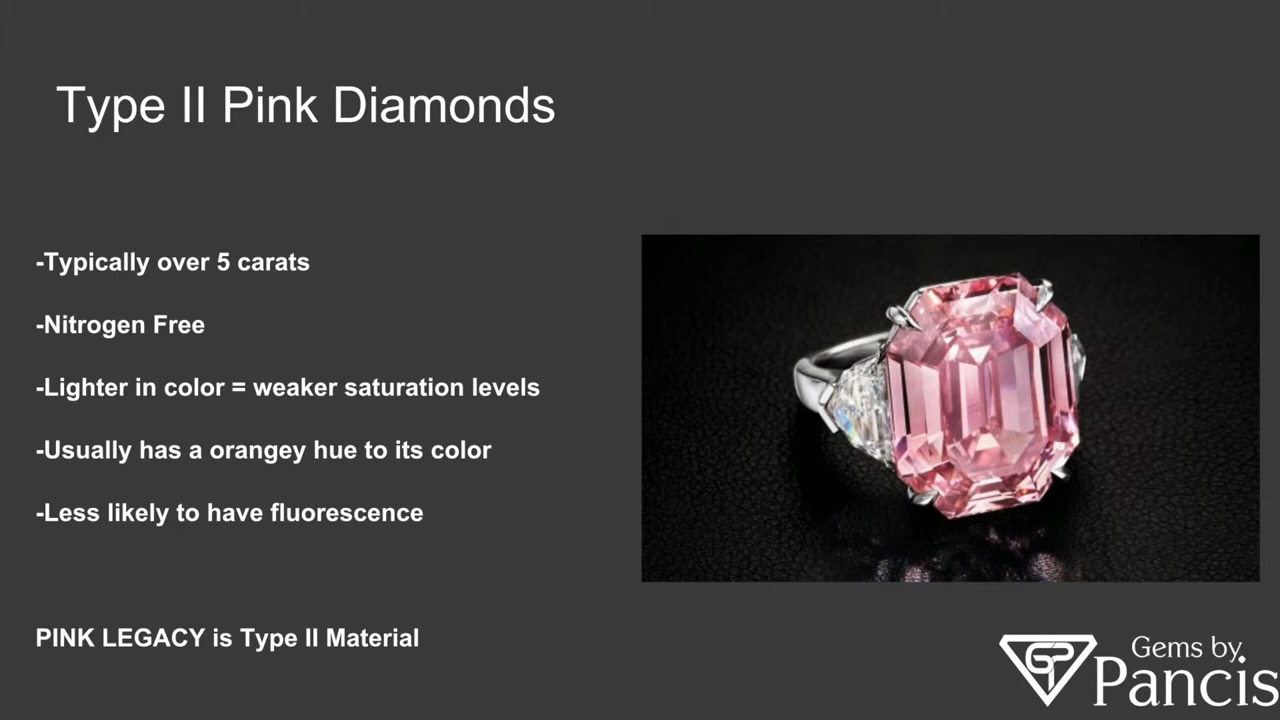 Type II Pink Diamonds
-Typically over 5 carats
-Nitrogen Free
-Lighter in color = weaker saturation levels
-Usually has a orangey hue to its color
-Less likely to have fluorescence
PINK LEGACY is Type II Material
GP
Gems by
Pancis